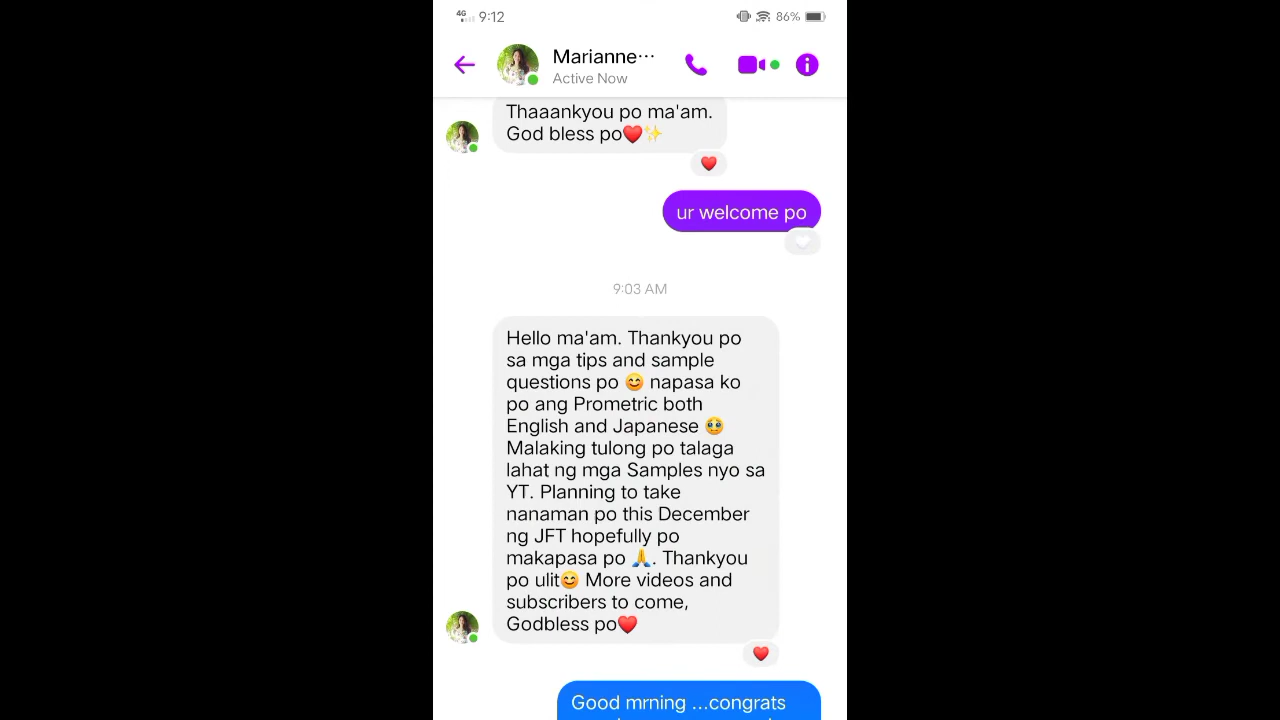 4G 9:12 86%
Marianne...
Active Now
Thaaankyou po ma'am.
God bless po❤️✨
❤️
ur welcome po
9:03 AM
Hello ma'am. Thankyou po
sa mga tips and sample
questions po 😊 napasa ko
po ang Prometric both
English and Japanese 🥹
Malaking tulong po talaga
lahat ng mga Samples nyo sa
YT. Planning to take
nanaman po this December
ng JFT hopefully po
makapasa po 🙏. Thankyou
po ulit😊 More videos and
subscribers to come,
Godbless po❤️
❤️
Good mrning ...congrats